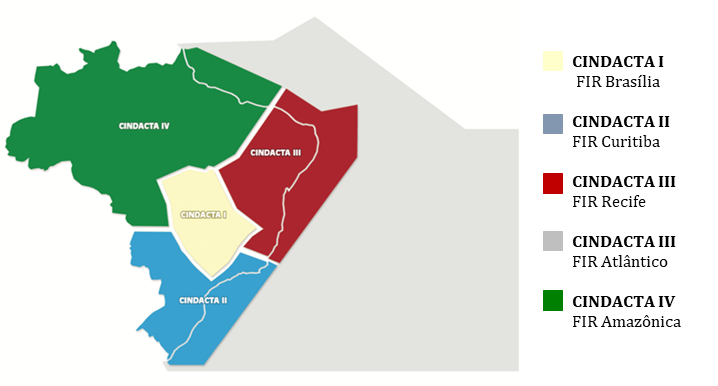 CINDACTA IV
CINDACTA III
CINDACTA I
CINDACTA II
CINDACTA I
FIR Brasília
CINDACTA II
FIR Curitiba
CINDACTA III
FIR Recife
CINDACTA III
FIR Atlântico
CINDACTA IV
FIR Amazônica